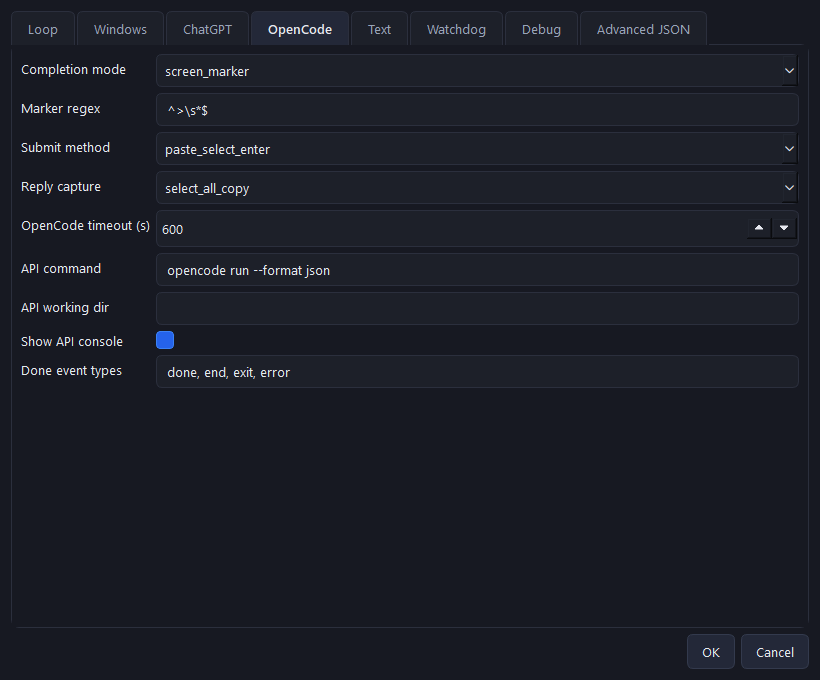 Loop Windows ChatGPT OpenCode Text Watchdog Debug Advanced JSON
Completion mode screen_marker
Marker regex ^>\s*$
Submit method paste_select_enter
Reply capture select_all_copy
OpenCode timeout (s) 600
API command opencode run --format json
API working dir
Show API console
Done event types done, end, exit, error
OK Cancel